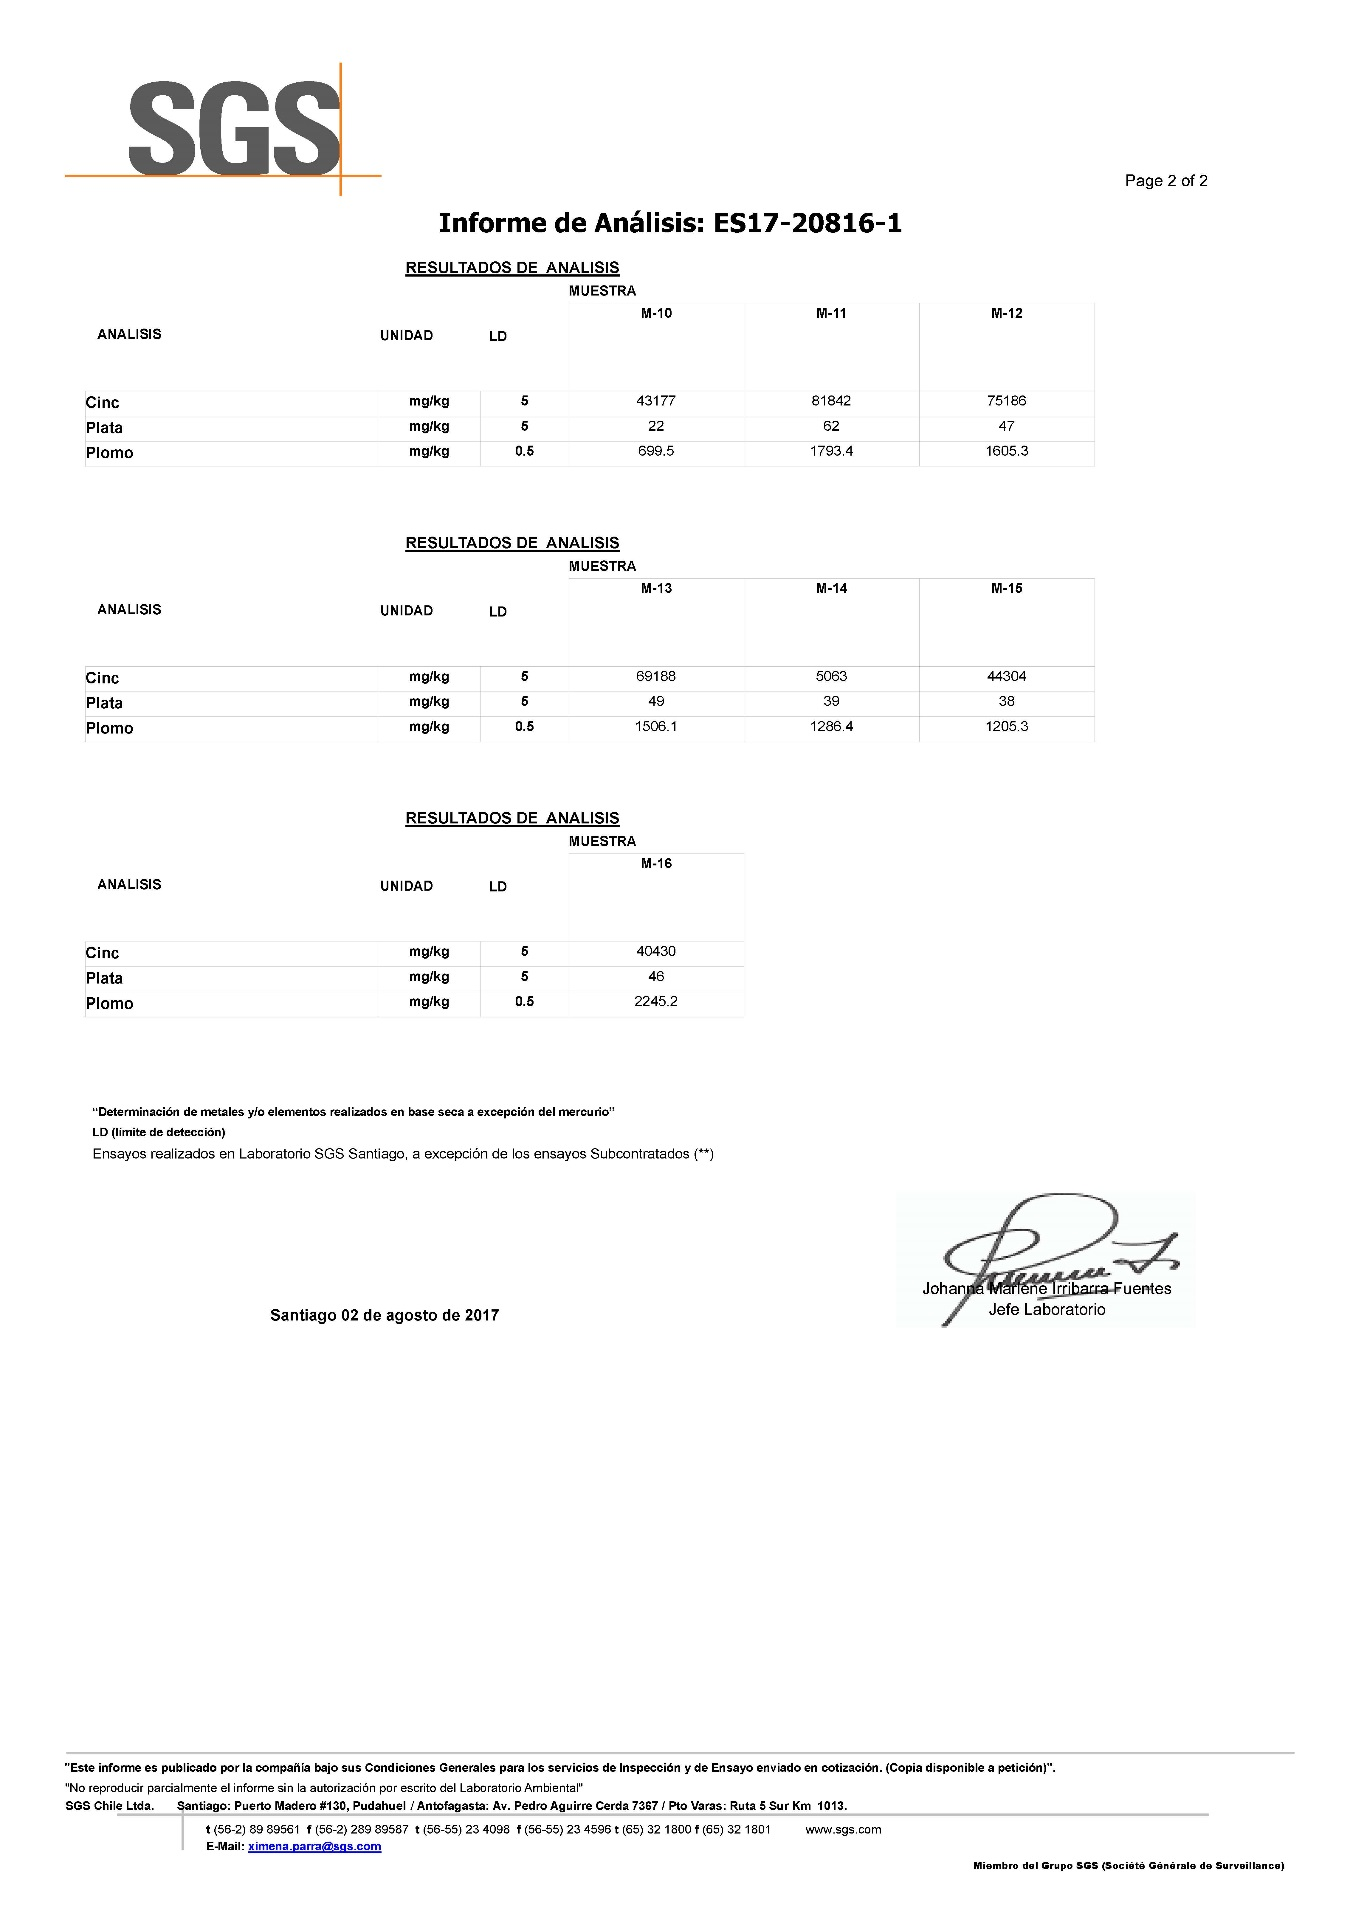 SGS
Page 2 of 2
Informe de Análisis: ES17-20816-1
RESULTADOS DE ANALISIS
MUESTRA
ANALISIS UNIDAD LD M-10 M-11 M-12
Cinc mg/kg 5 43177 81842 75186
Plata mg/kg 5 22 62 47
Plomo mg/kg 0.5 699.5 1793.4 1605.3
RESULTADOS DE ANALISIS
MUESTRA
ANALISIS UNIDAD LD M-13 M-14 M-15
Cinc mg/kg 5 69188 5063 44304
Plata mg/kg 5 49 39 38
Plomo mg/kg 0.5 1506.1 1286.4 1205.3
RESULTADOS DE ANALISIS
MUESTRA
ANALISIS UNIDAD LD M-16
Cinc mg/kg 5 40430
Plata mg/kg 5 46
Plomo mg/kg 0.5 2245.2
“Determinación de metales y/o elementos realizados en base seca a excepción del mercurio”
LD (límite de detección)
Ensayos realizados en Laboratorio SGS Santiago, a excepción de los ensayos Subcontratados (**)
Johanna Marlene Irribarra Fuentes
Jefe Laboratorio
Santiago 02 de agosto de 2017
"Este informe es publicado por la compañía bajo sus Condiciones Generales para los servicios de Inspección y de Ensayo enviado en cotización. (Copia disponible a petición)".
"No reproducir parcialmente el informe sin la autorización por escrito del Laboratorio Ambiental"
SGS Chile Ltda. Santiago: Puerto Madero #130, Pudahuel / Antofagasta: Av. Pedro Aguirre Cerda 7367 / Pto Varas: Ruta 5 Sur Km 1013.
t (56-2) 89 89561 f (56-2) 289 89587 t (56-55) 23 4098 f (56-55) 23 4596 t (65) 32 1800 f (65) 32 1801 www.sgs.com
E-Mail: ximena.parra@sgs.com
Miembro del Grupo SGS (Société Générale de Surveillance)